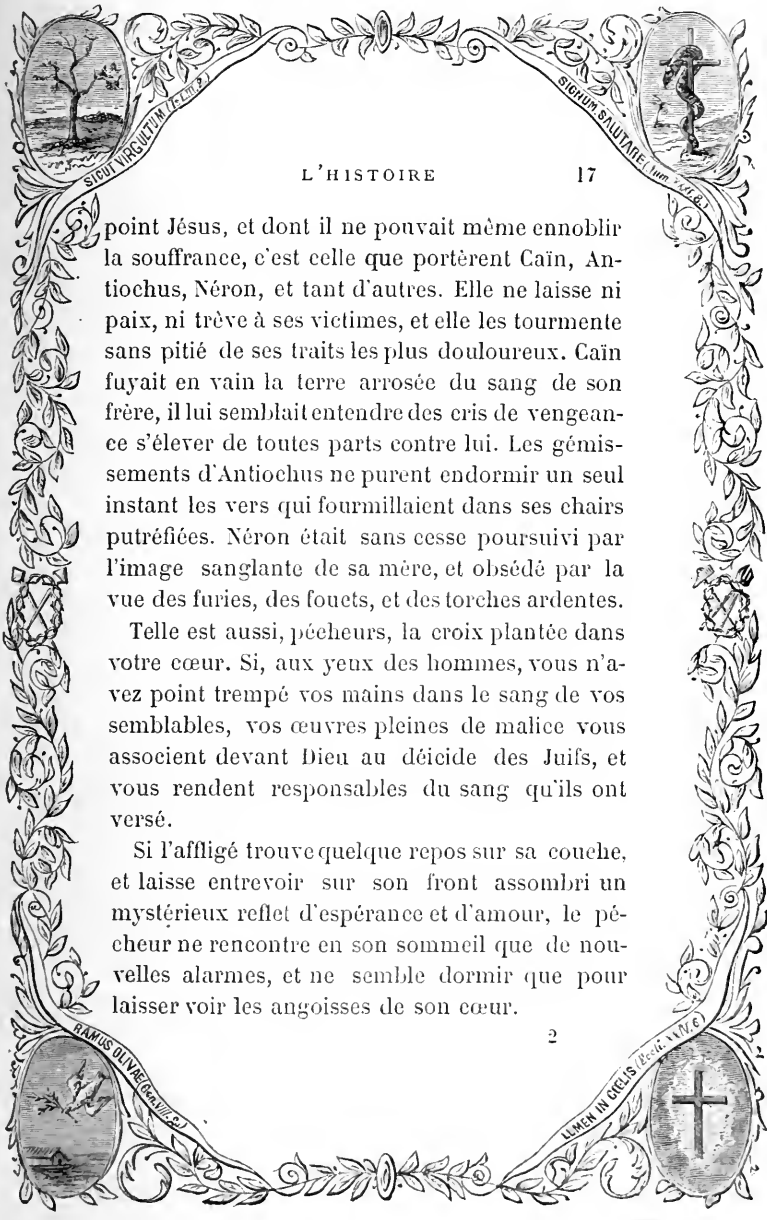 SICUT VIRGULTUM
SIGNUM SALUTARE
L'HISTOIRE 17
point Jésus, et dont il ne pouvait même ennoblir
la souffrance, c'est celle que portèrent Caïn, An-
tiochus, Néron, et tant d'autres. Elle ne laisse ni
paix, ni trève à ses victimes, et elle les tourmente
sans pitié de ses traits les plus douloureux. Caïn
fuyait en vain la terre arrosée du sang de son
frère, il lui semblait entendre des cris de vengean-
ce s'élever de toutes parts contre lui. Les gémis-
sements d'Antiochus ne purent endormir un seul
instant les vers qui fourmillaient dans ses chairs
putréfiées. Néron était sans cesse poursuivi par
l'image sanglante de sa mère, et obsédé par la
vue des furies, des fouets, et des torches ardentes.
Telle est aussi, pécheurs, la croix plantée dans
votre cœur. Si, aux yeux des hommes, vous n'a-
vez point trempé vos mains dans le sang de vos
semblables, vos œuvres pleines de malice vous
associent devant Dieu au déicide des Juifs, et
vous rendent responsables du sang qu'ils ont
versé.
Si l'affligé trouve quelque repos sur sa couche,
et laisse entrevoir sur son front assombri un
mystérieux reflet d'espérance et d'amour, le pé-
cheur ne rencontre en son sommeil que de nou-
velles alarmes, et ne semble dormir que pour
laisser voir les angoisses de son cœur.
2
RAMUS OLIVAE
LUMEN IN CŒLIS